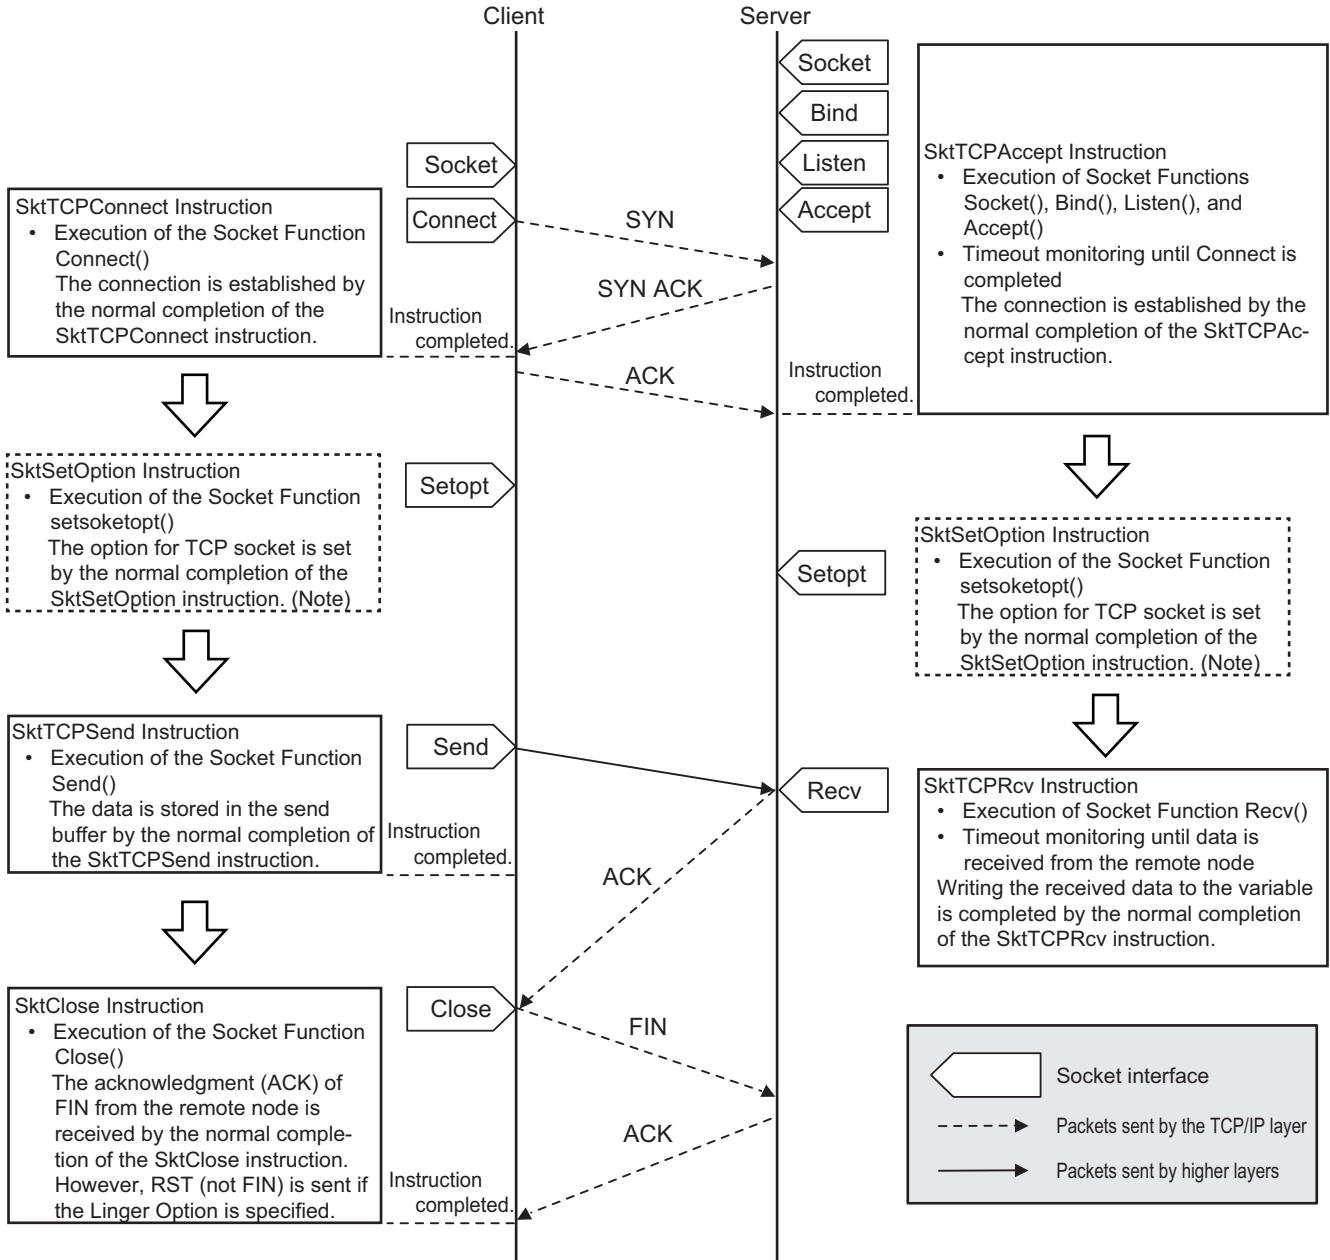 Client
Server
Socket
Bind
Listen
Accept
SktTCPAccept Instruction
• Execution of Socket Functions
Socket(), Bind(), Listen(), and
Accept()
• Timeout monitoring until Connect is
completed
The connection is established by the
normal completion of the SktTCPAc-
cept instruction.
Socket
Connect
SktTCPConnect Instruction
• Execution of the Socket Function
Connect()
The connection is established by
the normal completion of the
SktTCPConnect instruction.
SYN
SYN ACK
Instruction
completed.
ACK
Instruction
completed.
SktSetOption Instruction
• Execution of the Socket Function
setsoketopt()
The option for TCP socket is set
by the normal completion of the
SktSetOption instruction. (Note)
Setopt
Setopt
SktSetOption Instruction
• Execution of the Socket Function
setsoketopt()
The option for TCP socket is set
by the normal completion of the
SktSetOption instruction. (Note)
SktTCPSend Instruction
• Execution of the Socket Function
Send()
The data is stored in the send
buffer by the normal completion of
the SktTCPSend instruction.
Send
Instruction
completed.
Recv
ACK
SktTCPRcv Instruction
• Execution of Socket Function Recv()
• Timeout monitoring until data is
received from the remote node
Writing the received data to the variable
is completed by the normal completion
of the SktTCPRcv instruction.
SktClose Instruction
• Execution of the Socket Function
Close()
The acknowledgment (ACK) of
FIN from the remote node is
received by the normal comple-
tion of the SktClose instruction.
However, RST (not FIN) is sent if
the Linger Option is specified.
Close
FIN
ACK
Instruction
completed.
Socket interface
Packets sent by the TCP/IP layer
Packets sent by higher layers